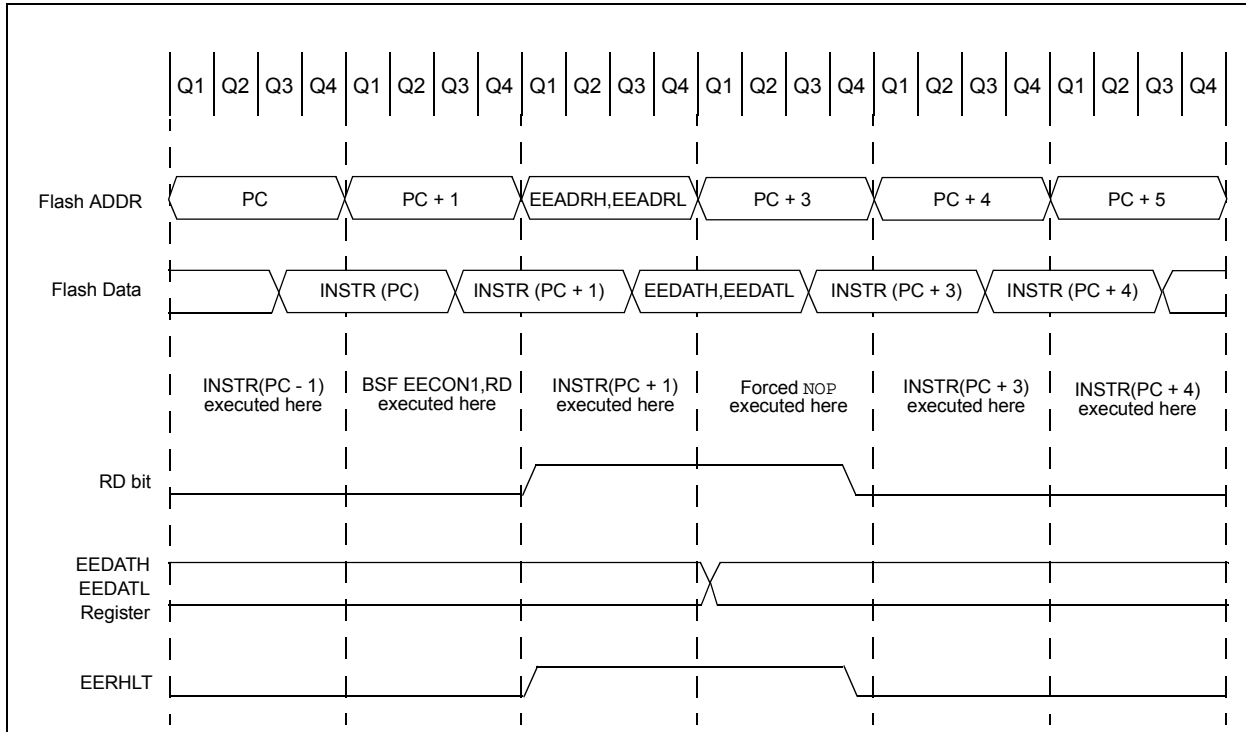 Q1 Q2 Q3 Q4 Q1 Q2 Q3 Q4 Q1 Q2 Q3 Q4 Q1 Q2 Q3 Q4 Q1 Q2 Q3 Q4 Q1 Q2 Q3 Q4
Flash ADDR PC PC + 1 EEADRH,EEADRL PC + 3 PC + 4 PC + 5
Flash Data INSTR (PC) INSTR (PC + 1) EEDATH,EEDATL INSTR (PC + 3) INSTR (PC + 4)
INSTR(PC - 1)
executed here
BSF EECON1,RD
executed here
INSTR(PC + 1)
executed here
Forced NOP
executed here
INSTR(PC + 3)
executed here
INSTR(PC + 4)
executed here
RD bit
EEDATH
EEDATL
Register
EERHLT